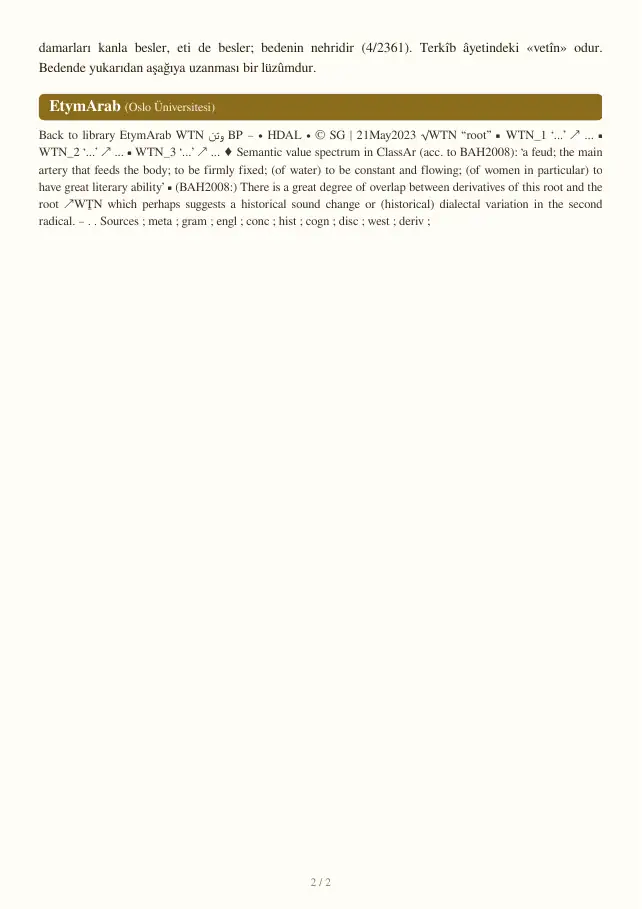 damarları kanla besler, eti de besler; bedenin nehridir (4/2361). Terkîb âyetindeki «vetîn» odur.
Bedende yukarıdan aşağıya uzanması bir lüzûmdur.
EtymArab (Oslo Üniversitesi)
Back to library EtymArab WTN وتن BP – • HDAL • © SG | 21May2023 √WTN “root” ▪ WTN_1 ‘...’ ↗ ... ▪
WTN_2 ‘...’ ↗ ... ▪ WTN_3 ‘...’ ↗ ... ♦ Semantic value spectrum in ClassAr (acc. to BAH2008): ‘a feud; the main
artery that feeds the body; to be firmly fixed; (of water) to be constant and flowing; (of women in particular) to
have great literary ability’ ▪ (BAH2008:) There is a great degree of overlap between derivatives of this root and the
root ↗WṮN which perhaps suggests a historical sound change or (historical) dialectal variation in the second
radical. – . . Sources ; meta ; gram ; engl ; conc ; hist ; cogn ; disc ; west ; deriv ;
2 / 2